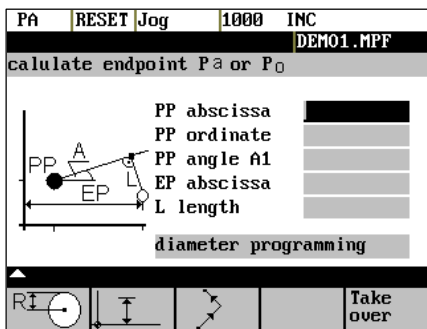 PA RESET Jog 1000 INC
DEMO1.MPF
calulate endpoint Pa or Po
PP abscissa
PP ordinate
PP angle A1
EP abscissa
L length
A
PP
EP
L
diameter programming
R
Take
over